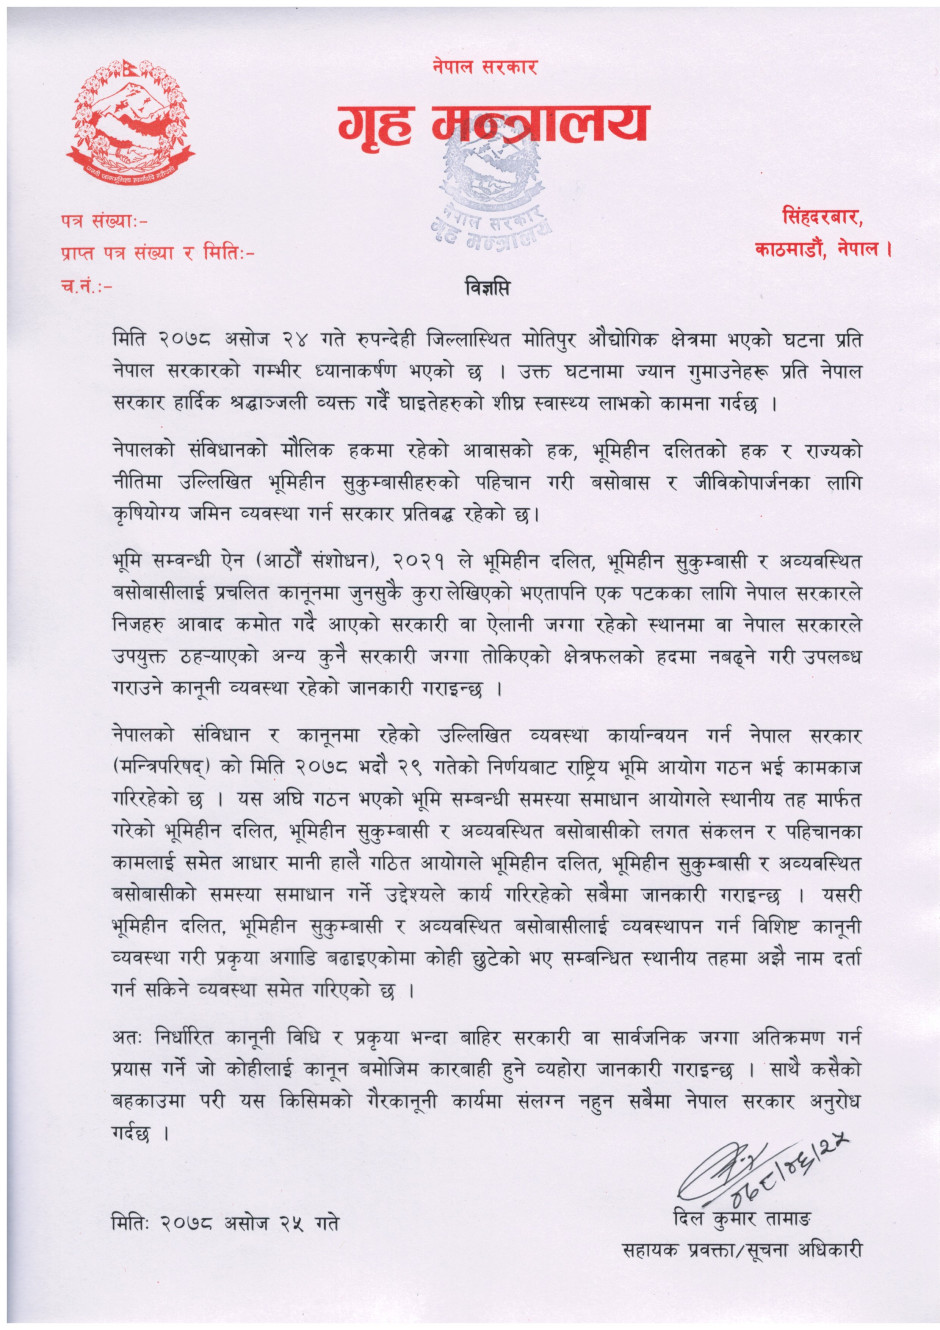 नेपाल सरकार
गृह मन्त्रालय
नेपाल सरकार
गृह मन्त्रालय
पत्र संख्याः-
प्राप्त पत्र संख्या र मितिः-
च.नं.:-
सिंहदरबार,
काठमाडौं, नेपाल ।
विज्ञप्ति
मिति २०७८ असोज २४ गते रुपन्देही जिल्लास्थित मोतिपुर औद्योगिक क्षेत्रमा भएको घटना प्रति
नेपाल सरकारको गम्भीर ध्यानाकर्षण भएको छ । उक्त घटनामा ज्यान गुमाउनेहरू प्रति नेपाल
सरकार हार्दिक श्रद्धाञ्जली व्यक्त गर्दै घाइतेहरुको शीघ्र स्वास्थ्य लाभको कामना गर्दछ ।
नेपालको संविधानको मौलिक हकमा रहेको आवासको हक, भूमिहीन दलितको हक र राज्यको
नीतिमा उल्लिखित भूमिहीन सुकुम्बासीहरुको पहिचान गरी बसोबास र जीविकोपार्जनका लागि
कृषियोग्य जमिन व्यवस्था गर्न सरकार प्रतिवद्ध रहेको छ।
भूमि सम्वन्धी ऐन (आठौं संशोधन), २०२१ ले भूमिहीन दलित, भूमिहीन सुकुम्बासी र अव्यवस्थित
बसोबासीलाई प्रचलित कानूनमा जुनसुकै कुरा लेखिएको भएतापनि एक पटकका लागि नेपाल सरकारले
निजहरु आवाद कमोत गदै आएको सरकारी वा ऐलानी जग्गा रहेको स्थानमा वा नेपाल सरकारले
उपयुक्त ठहर्‍याएको अन्य कुनै सरकारी जग्गा तोकिएको क्षेत्रफलको हदमा नबढ्ने गरी उपलब्ध
गराउने कानूनी व्यवस्था रहेको जानकारी गराइन्छ ।
नेपालको संविधान र कानूनमा रहेको उल्लिखित व्यवस्था कार्यान्वयन गर्न नेपाल सरकार
(मन्त्रिपरिषद्) को मिति २०७८ भदौ २९ गतेको निर्णयबाट राष्ट्रिय भूमि आयोग गठन भई कामकाज
गरिरहेको छ । यस अघि गठन भएको भूमि सम्बन्धी समस्या समाधान आयोगले स्थानीय तह मार्फत
गरेको भूमिहीन दलित, भूमिहीन सुकुम्बासी र अव्यवस्थित बसोबासीको लगत संकलन र पहिचानका
कामलाई समेत आधार मानी हालै गठित आयोगले भूमिहीन दलित, भूमिहीन सुकुम्बासी र अव्यवस्थित
बसोबासीको समस्या समाधान गर्ने उद्देश्यले कार्य गरिरहेको सबैमा जानकारी गराइन्छ । यसरी
भूमिहीन दलित, भूमिहीन सुकुम्बासी र अव्यवस्थित बसोबासीलाई व्यवस्थापन गर्न विशिष्ट कानूनी
व्यवस्था गरी प्रकृया अगाडि बढाइएकोमा कोही छुटेको भए सम्बन्धित स्थानीय तहमा अझै नाम दर्ता
गर्न सकिने व्यवस्था समेत गरिएको छ ।
अतः निर्धारित कानूनी विधि र प्रकृया भन्दा बाहिर सरकारी वा सार्वजनिक जग्गा अतिक्रमण गर्न
प्रयास गर्ने जो कोहीलाई कानून बमोजिम कारबाही हुने व्यहोरा जानकारी गराइन्छ । साथै कसैको
बहकाउमा परी यस किसिमको गैरकानूनी कार्यमा संलग्न नहुन सबैमा नेपाल सरकार अनुरोध
गर्दछ ।
०७८/०६/२५
मितिः २०७८ असोज २५ गते
दिल कुमार तामाङ
सहायक प्रवक्ता/सूचना अधिकारी